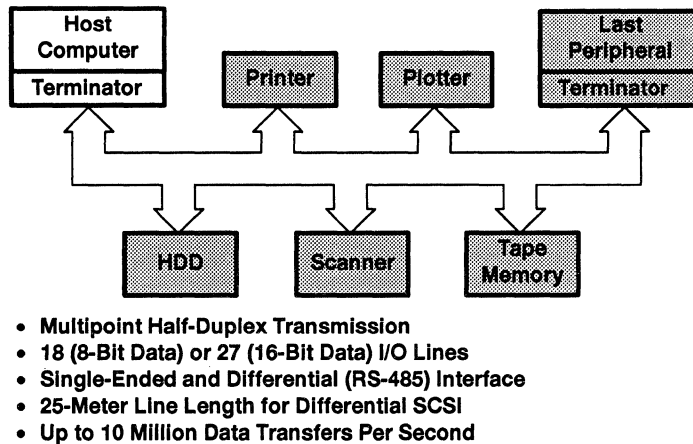 Host
Computer
Terminator
Printer
Plotter
Last
Peripheral
Terminator
HDD
Scanner
Tape
Memory
• Multipoint Half-Duplex Transmission
• 18 (8-Bit Data) or 27 (16-Bit Data) I/O Lines
• Single-Ended and Differential (RS-485) Interface
• 25-Meter Line Length for Differential SCSI
• Up to 10 Million Data Transfers Per Second